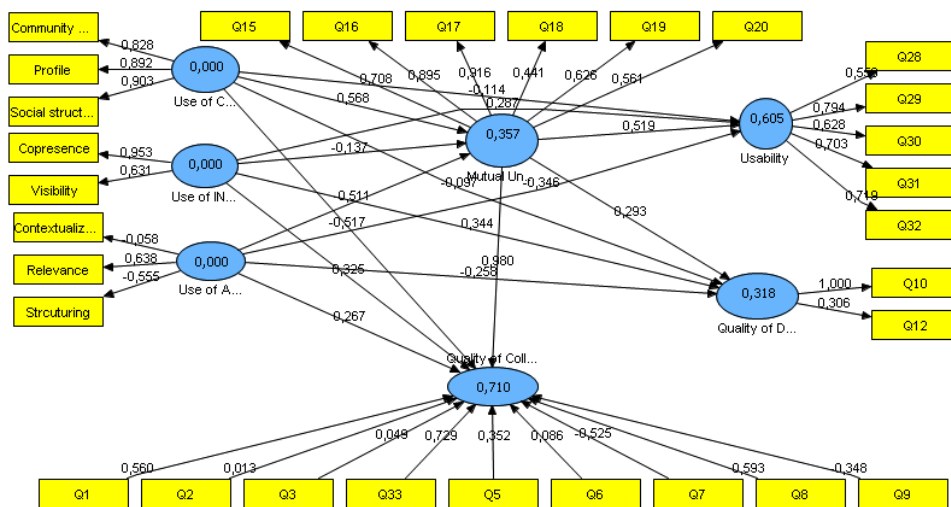 Community ...
Profile
Social struct...
Copresence
Visibility
Contextualiz...
Relevance
Strcuturing
0,828
0,892
0,903
0,953
0,631
-0,058
0,638
-0,555
0,000
Use of C...
0,000
Use of IN...
0,000
Use of A...
Q15
Q16
Q17
Q18
Q19
Q20
0,708
0,895
0,916
0,441
0,626
0,561
-0,114
0,287
0,568
-0,137
0,511
-0,097
-0,346
0,519
0,293
0,344
-0,517
0,325
0,980
-0,258
0,267
0,357
Mutual Un...
0,605
Usability
0,794
0,628
0,703
0,719
Q28
Q29
Q30
Q31
Q32
0,318
Quality of D...
1,000
0,306
Q10
Q12
Quality of Coll...
0,710
0,560
0,013
0,049
0,729
0,352
0,086
-0,525
0,593
-0,348
Q1
Q2
Q3
Q33
Q5
Q6
Q7
Q8
Q9